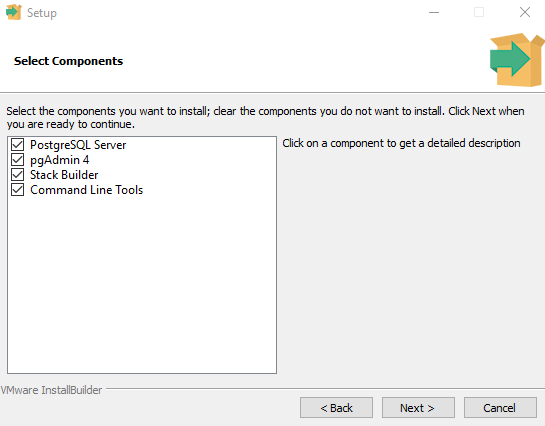 Setup
Select Components
Select the components you want to install; clear the components you do not want to install. Click Next when
you are ready to continue.
PostgreSQL Server
pgAdmin 4
Stack Builder
Command Line Tools
Click on a component to get a detailed description
VMware InstallBuilder
< Back
Next >
Cancel